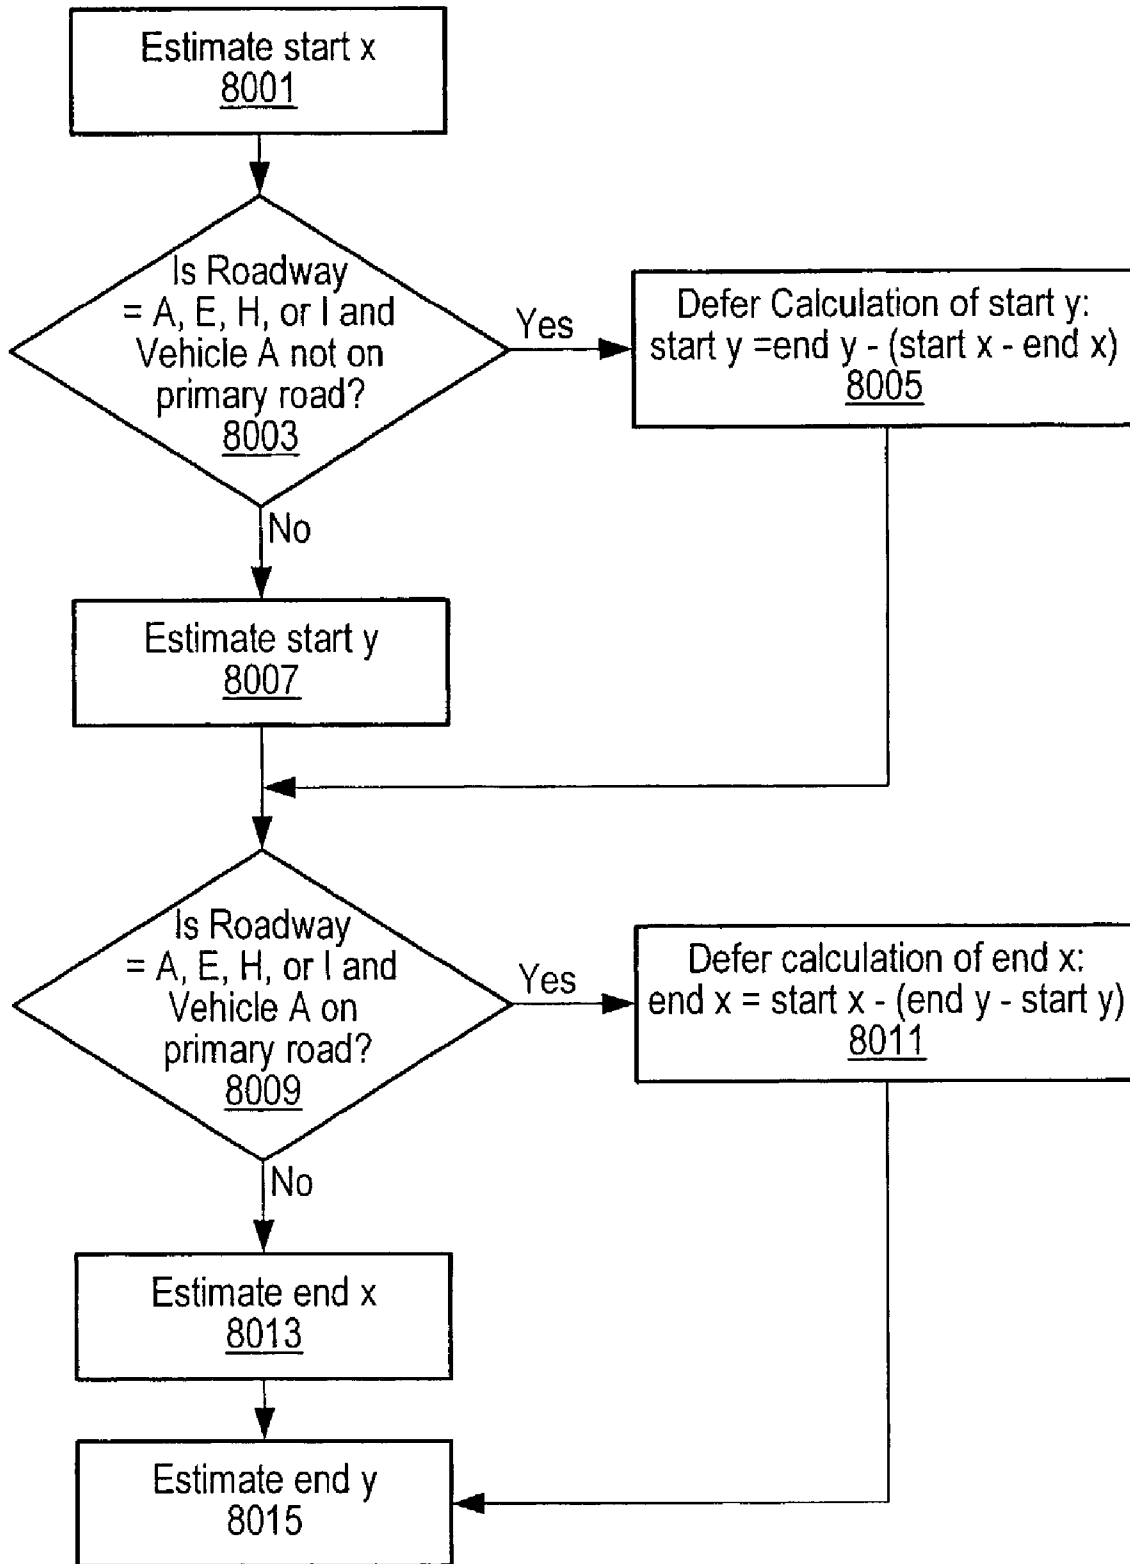 Estimate start x
8001
Is Roadway
= A, E, H, or I and
Vehicle A not on
primary road?
8003
Yes
Defer Calculation of start y:
start y =end y - (start x - end x)
8005
No
Estimate start y
8007
Is Roadway
= A, E, H, or I and
Vehicle A on
primary road?
8009
Yes
Defer calculation of end x:
end x = start x - (end y - start y)
8011
No
Estimate end x
8013
Estimate end y
8015